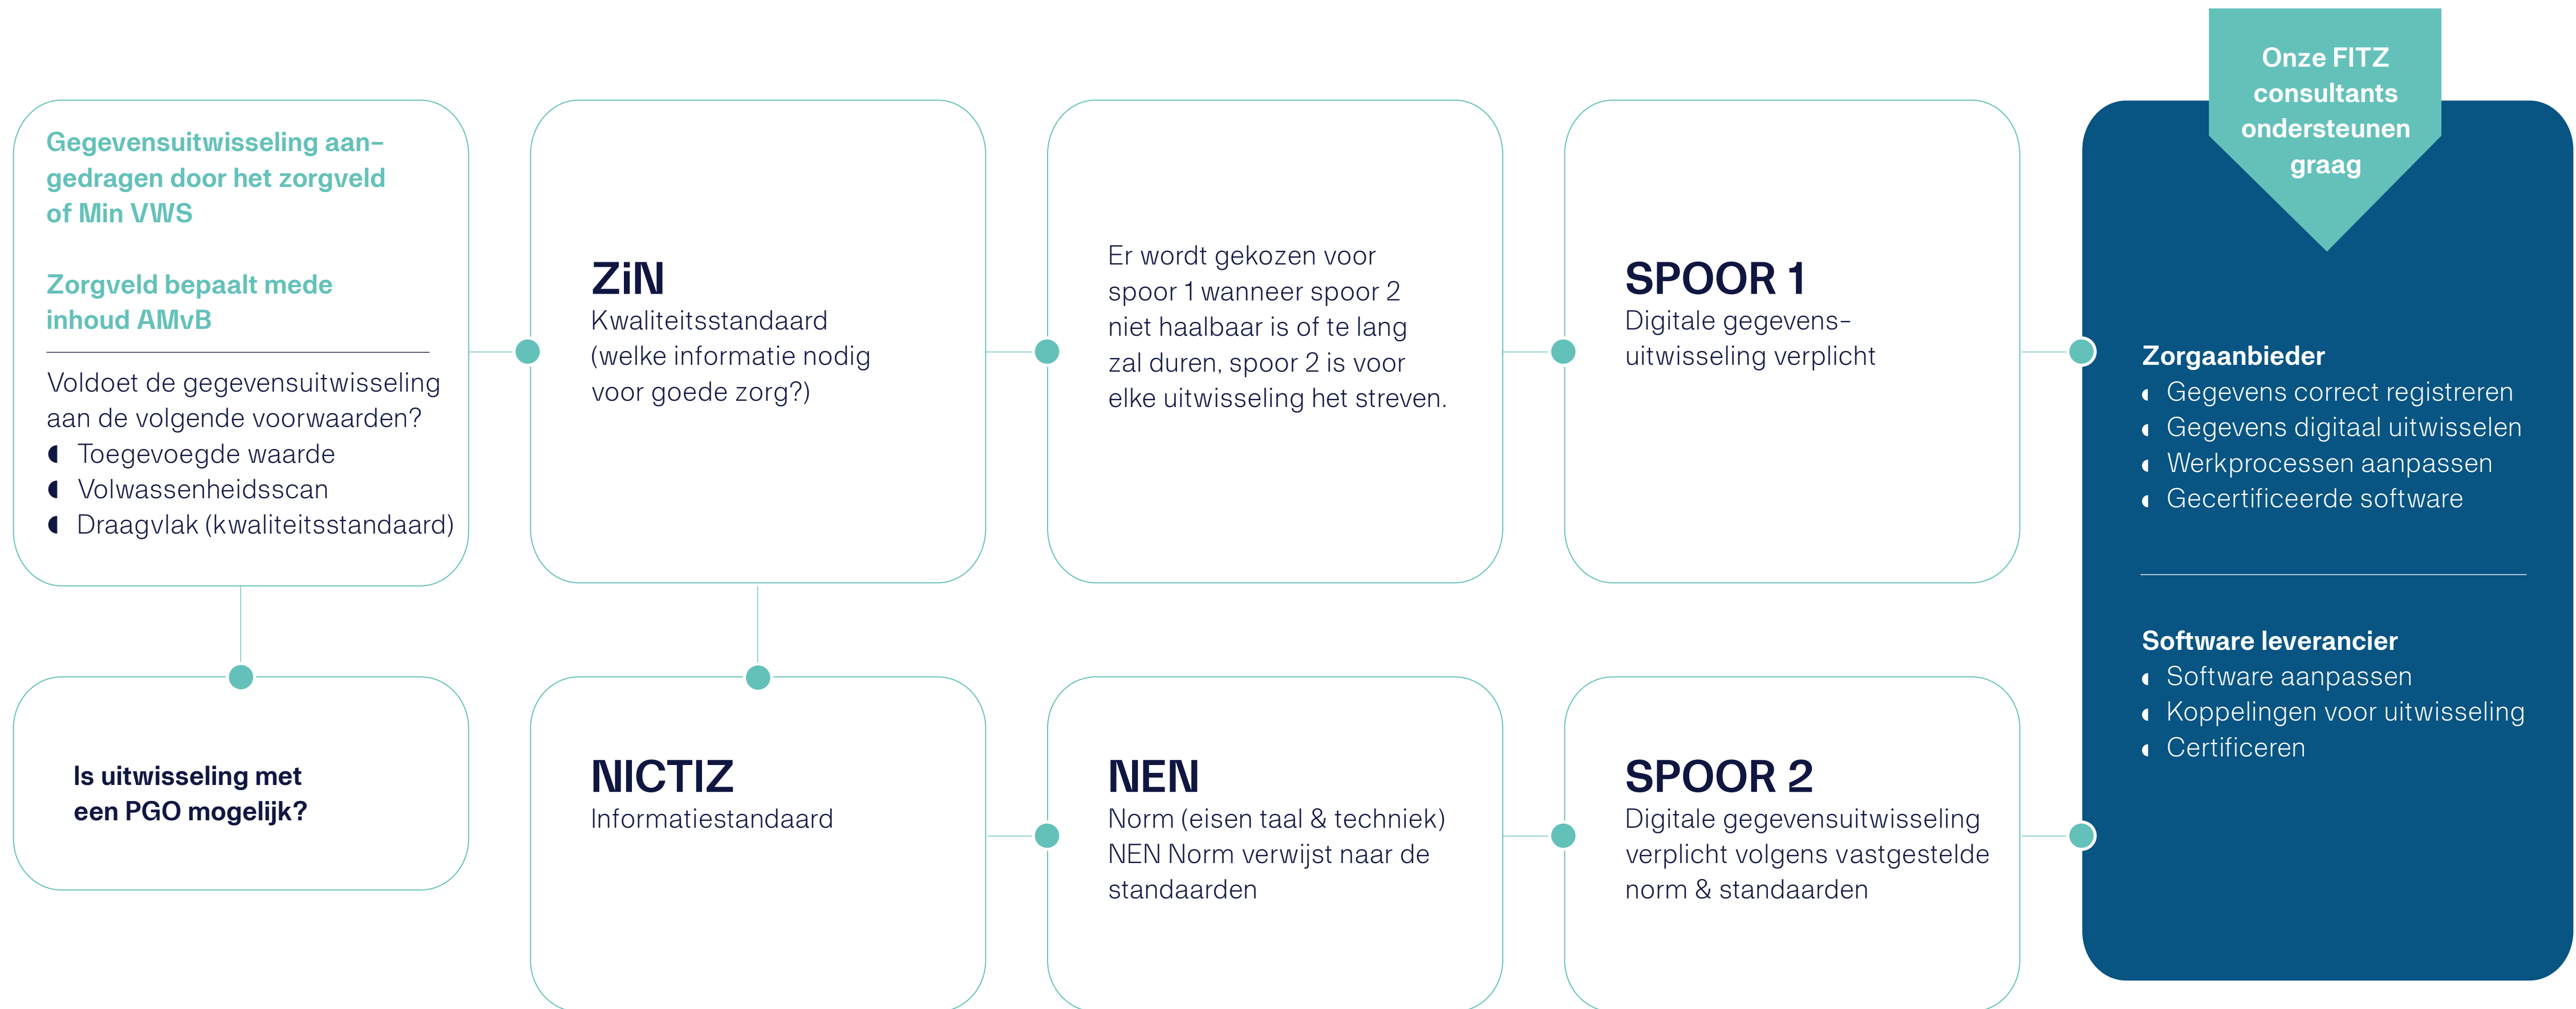 Gegevensuitwisseling aan-
gedragen door het zorgveld
of Min VWS
Zorgveld bepaalt mede
inhoud AMvB
Voldoet de gegevensuitwisseling
aan de volgende voorwaarden?
Toegevoegde waarde
Volwassenheidsscan
Draagvlak (kwaliteitsstandaard)
Is uitwisseling met
een PGO mogelijk?
ZiN
Kwaliteitsstandaard
(welke informatie nodig
voor goede zorg?)
NICTIZ
Informatiestandaard
Er wordt gekozen voor
spoor 1 wanneer spoor 2
niet haalbaar is of te lang
zal duren, spoor 2 is voor
elke uitwisseling het streven.
NEN
Norm (eisen taal & techniek)
NEN Norm verwijst naar de
standaarden
SPOOR 1
Digitale gegevens-
uitwisseling verplicht
SPOOR 2
Digitale gegevensuitwisseling
verplicht volgens vastgestelde
norm & standaarden
Onze FITZ
consultants
ondersteunen
graag
Zorgaanbieder
Gegevens correct registreren
Gegevens digitaal uitwisselen
Werkprocessen aanpassen
Gecertificeerde software
Software leverancier
Software aanpassen
Koppelingen voor uitwisseling
Certificeren